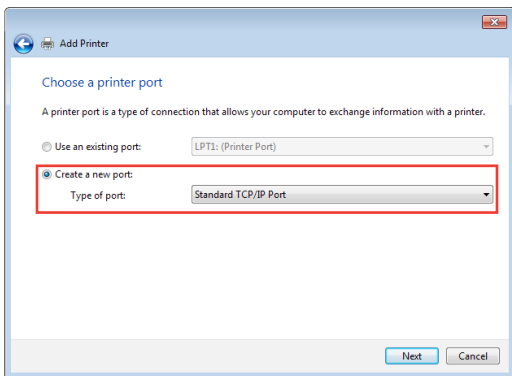 Add Printer
Choose a printer port
A printer port is a type of connection that allows your computer to exchange information with a printer.
Use an existing port: LPT1: (Printer Port)
Create a new port:
Type of port: Standard TCP/IP Port
Next Cancel